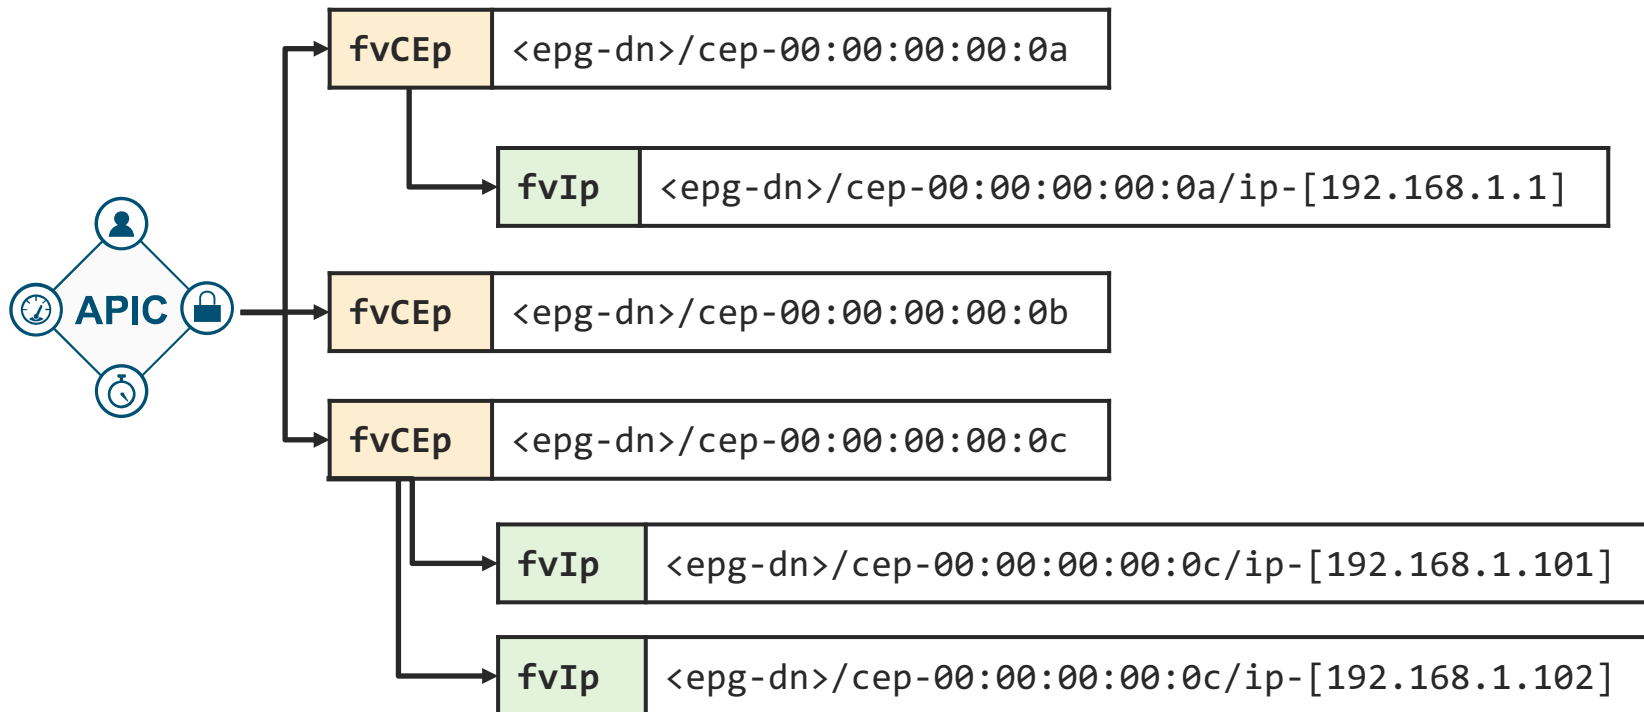 fvCEp <epg-dn>/cep-00:00:00:00:0a
fvIp <epg-dn>/cep-00:00:00:00:0a/ip-[192.168.1.1]
APIC
fvCEp <epg-dn>/cep-00:00:00:00:0b
fvCEp <epg-dn>/cep-00:00:00:00:0c
fvIp <epg-dn>/cep-00:00:00:00:0c/ip-[192.168.1.101]
fvIp <epg-dn>/cep-00:00:00:00:0c/ip-[192.168.1.102]